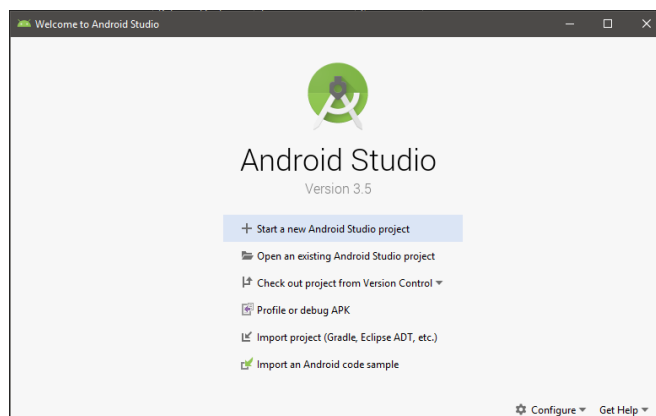 Welcome to Android Studio
Android Studio
Version 3.5
Start a new Android Studio project
Open an existing Android Studio project
Check out project from Version Control
Profile or debug APK
Import project (Gradle, Eclipse ADT, etc.)
Import an Android code sample
Configure Get Help